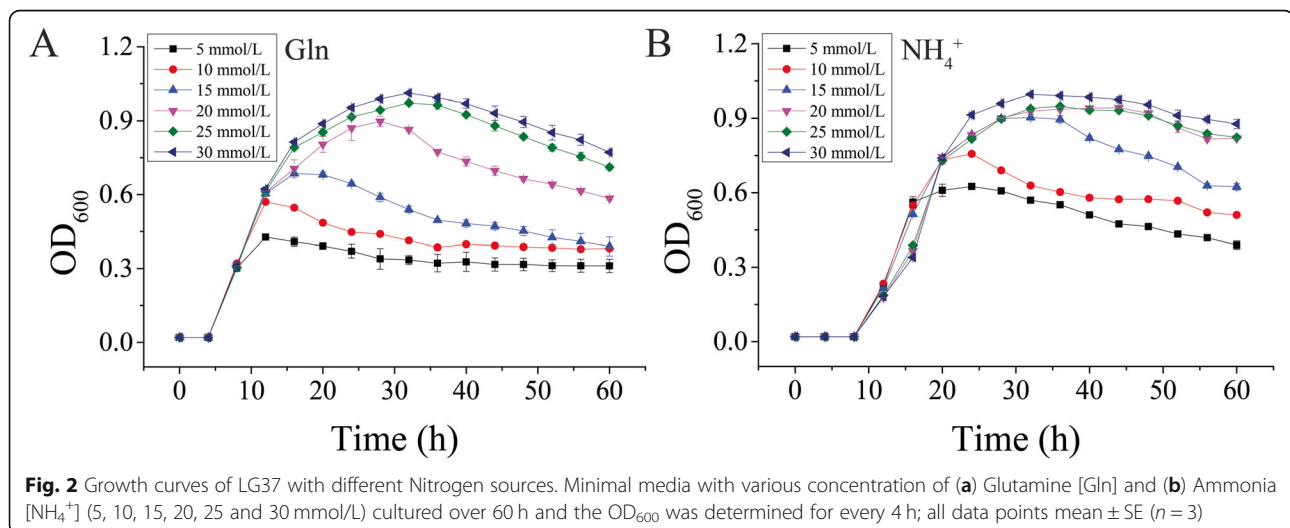 A
Gln
5 mmol/L
10 mmol/L
15 mmol/L
20 mmol/L
25 mmol/L
30 mmol/L
OD600
1.2
0.9
0.6
0.3
0.0
0 10 20 30 40 50 60
Time (h)
B
NH4+
5 mmol/L
10 mmol/L
15 mmol/L
20 mmol/L
25 mmol/L
30 mmol/L
OD600
1.2
0.9
0.6
0.3
0.0
0 10 20 30 40 50 60
Time (h)
Fig. 2 Growth curves of LG37 with different Nitrogen sources. Minimal media with various concentration of (a) Glutamine [Gln] and (b) Ammonia
[NH4+] (5, 10, 15, 20, 25 and 30 mmol/L) cultured over 60 h and the OD600 was determined for every 4 h; all data points mean ± SE (n = 3)